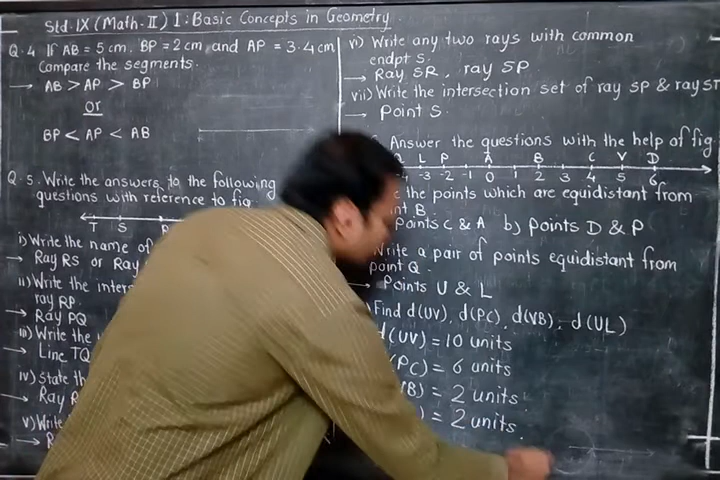 Std. IX (Math-II) 1: Basic Concepts in Geometry.
Q.4 If AB = 5 cm, BP = 2 cm and AP = 3.4 cm
Compare the segments.
→ AB > AP > BP
or
BP < AP < AB
Q.5. Write the answers to the following
questions with reference to fig
T S
i) Write the name of
→ Ray RS or Ray
ii) Write the
ray RP.
→ Ray PQ
iii) Write the
→ Line TQ
iv) State th
→ Ray
v) Write
→
vi) Write any two rays with common
endpt S.
→ Ray SR, ray SP
vii) Write the intersection set of ray SP & ray ST
→ Point S.
Answer the questions with the help of fig
L P A B C V D
-3 -2 -1 0 1 2 3 4 5 6
the points which are equidistant from
B.
Points C & A b) points D & P
Write a pair of points equidistant from
point Q.
→ Points U & L
Find d(UV), d(PC), d(VB), d(UL)
d(UV) = 10 units
(PC) = 6 units
B) = 2 units
) = 2 units.